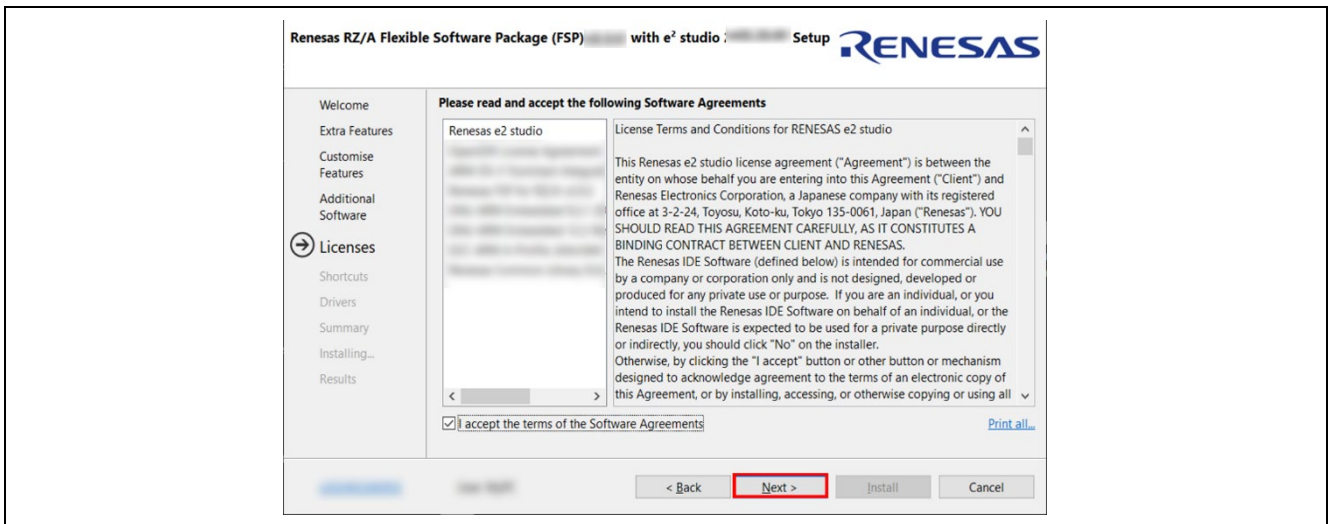 Renesas RZ/A Flexible Software Package (FSP) with e² studio Setup
RENESAS
Welcome
Extra Features
Customise
Features
Additional
Software
Licenses
Shortcuts
Drivers
Summary
Installing...
Results
Please read and accept the following Software Agreements
Renesas e2 studio
License Terms and Conditions for RENESAS e2 studio
This Renesas e2 studio license agreement ("Agreement") is between the
entity on whose behalf you are entering into this Agreement ("Client") and
Renesas Electronics Corporation, a Japanese company with its registered
office at 3-2-24, Toyosu, Koto-ku, Tokyo 135-0061, Japan ("Renesas"). YOU
SHOULD READ THIS AGREEMENT CAREFULLY, AS IT CONSTITUTES A
BINDING CONTRACT BETWEEN CLIENT AND RENESAS.
The Renesas IDE Software (defined below) is intended for commercial use
by a company or corporation only and is not designed, developed or
produced for any private use or purpose.  If you are an individual, or you
intend to install the Renesas IDE Software on behalf of an individual, or the
Renesas IDE Software is expected to be used for a private purpose directly
or indirectly, you should click "No" on the installer.
Otherwise, by clicking the "I accept" button or other button or mechanism
designed to acknowledge agreement to the terms of an electronic copy of
this Agreement, or by installing, accessing, or otherwise copying or using all
I accept the terms of the Software Agreements
Print all...
< Back
Next >
Install
Cancel